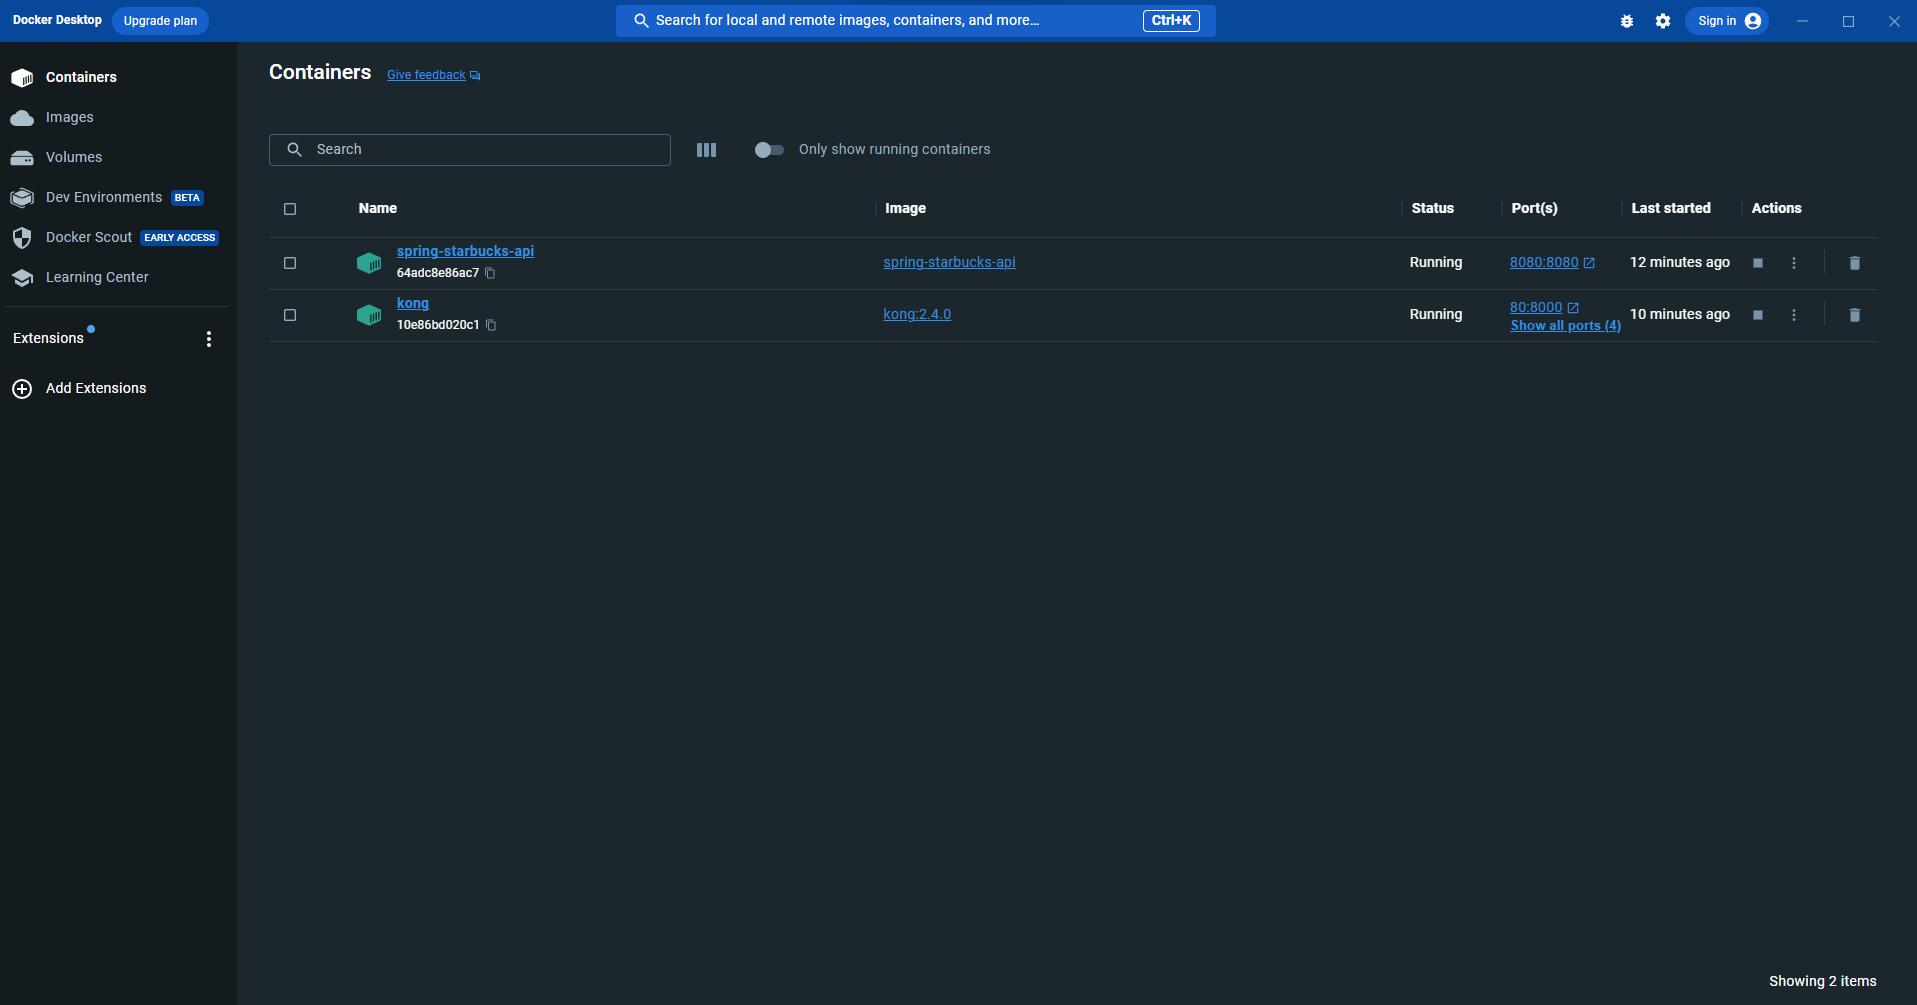 Docker Desktop Upgrade plan Search for local and remote images, containers, and more... Ctrl+K Sign in
Containers
Images
Volumes
Dev Environments BETA
Docker Scout EARLY ACCESS
Learning Center
Extensions
Add Extensions
Containers Give feedback
Search Only show running containers
Name Image Status Port(s) Last started Actions
spring-starbucks-api
64adc8e86ac7 spring-starbucks-api Running 8080:8080 12 minutes ago
kong 80:8000
10e86bd020c1 kong:2.4.0 Running Show all ports (4) 10 minutes ago
Showing 2 items